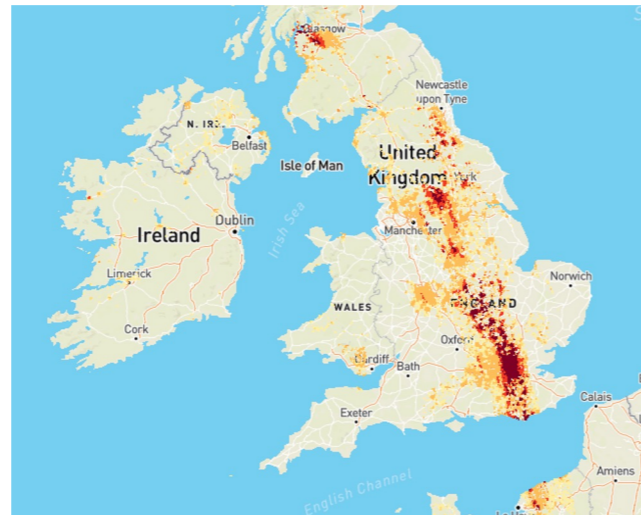 Glasgow
Newcastle
upon Tyne
N. IRE.
Belfast
Isle of Man
United
Kingdom
York
Irish Sea
Ireland
Dublin
Manchester
Limerick
Norwich
WALES
ENGLAND
Cork
Oxford
Cardiff
Bath
Exeter
Calais
English Channel
Amiens